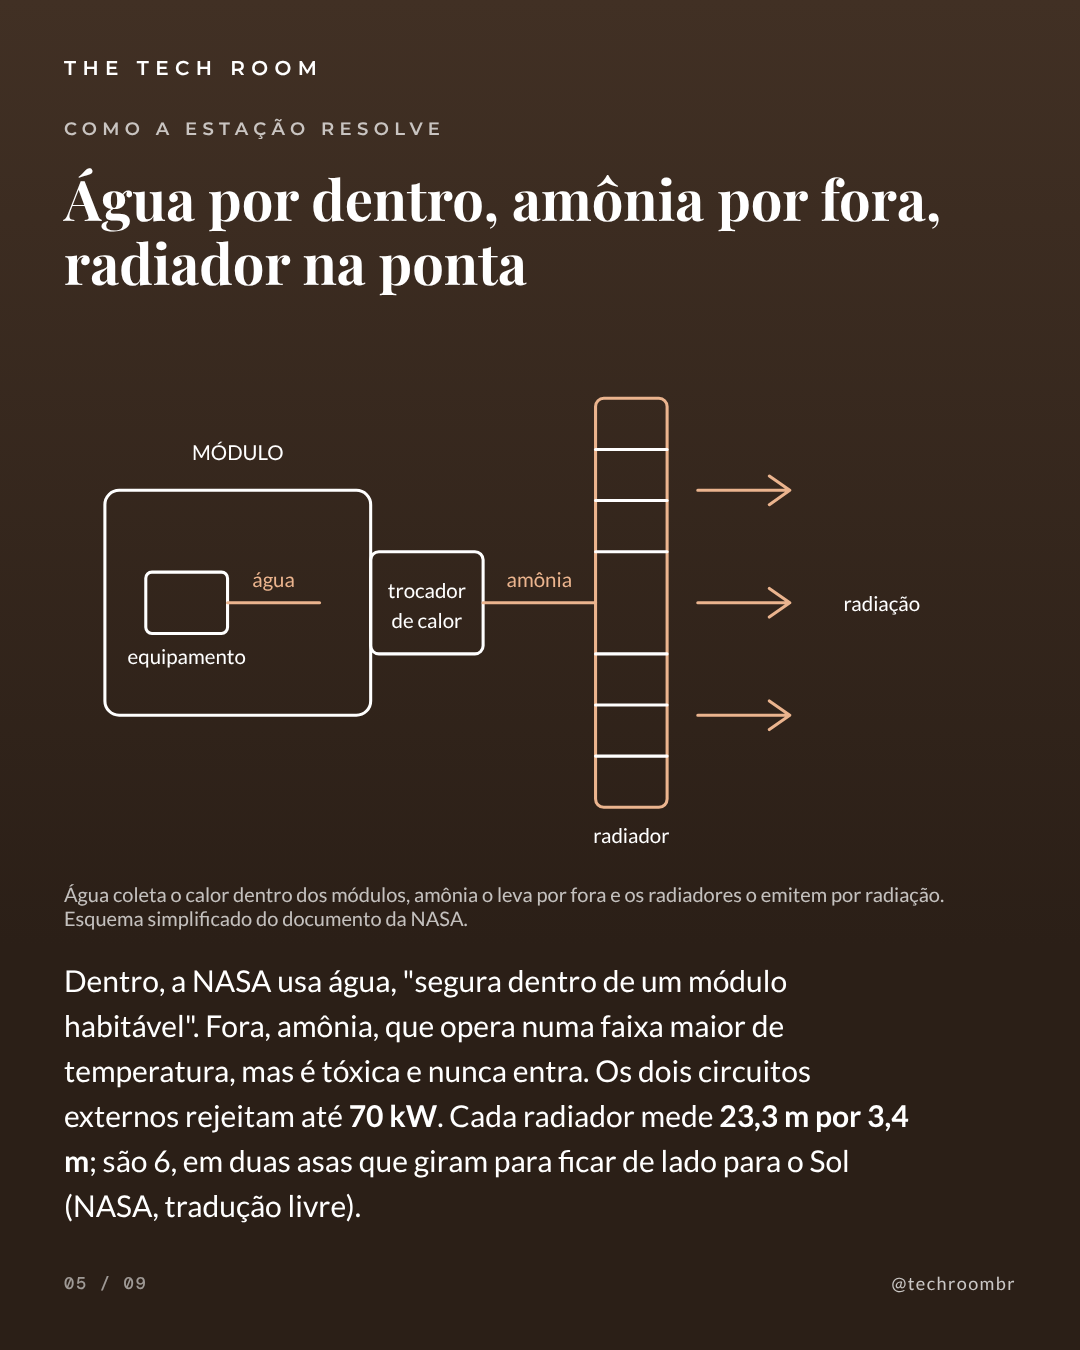 THE TECH ROOM
COMO A ESTAÇÃO RESOLVE
Água por dentro, amônia por fora,
radiador na ponta
MÓDULO
água
equipamento
trocador
de calor
amônia
radiação
radiador
Água coleta o calor dentro dos módulos, amônia o leva por fora e os radiadores o emitem por radiação.
Esquema simplificado do documento da NASA.
Dentro, a NASA usa água, "segura dentro de um módulo
habitável". Fora, amônia, que opera numa faixa maior de
temperatura, mas é tóxica e nunca entra. Os dois circuitos
externos rejeitam até 70 kW. Cada radiador mede 23,3 m por 3,4
m; são 6, em duas asas que giram para ficar de lado para o Sol
(NASA, tradução livre).
05 / 09
@techroombr